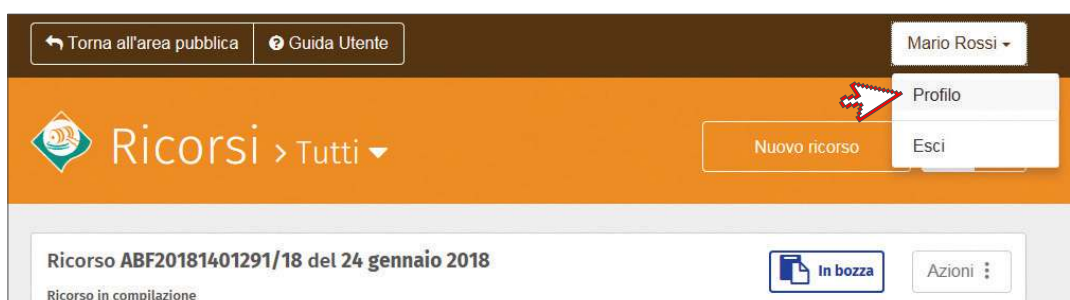 Torna all'area pubblica Guida Utente Mario Rossi
Profilo
Ricorsi > Tutti Nuovo ricorso Esci
Ricorso ABF20181401291/18 del 24 gennaio 2018 In bozza Azioni
Ricorso in compilazione